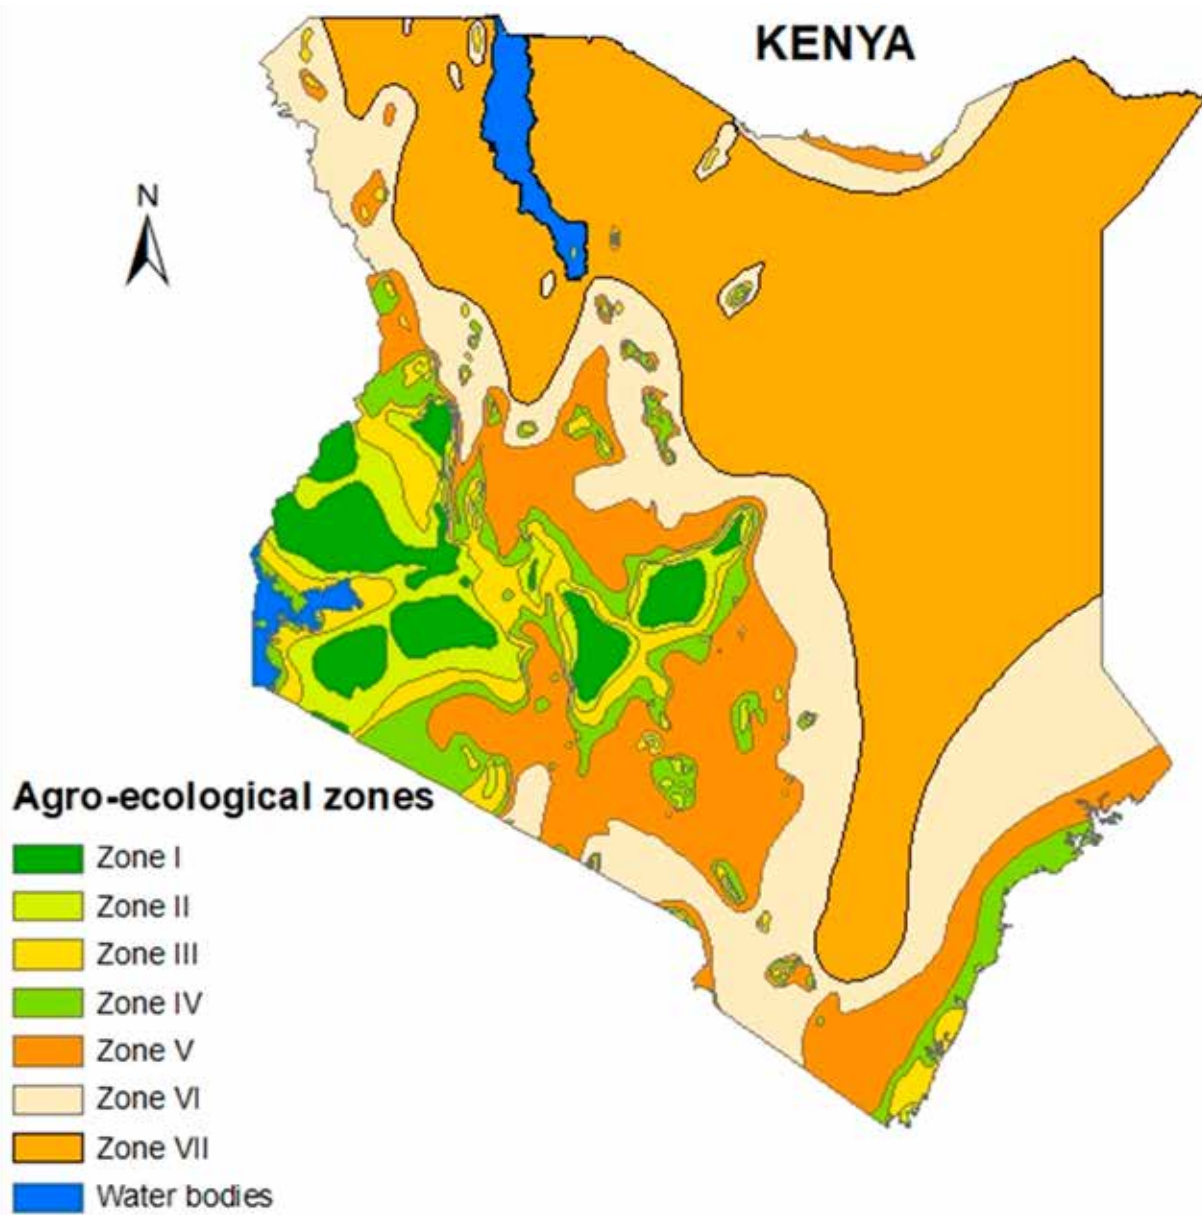 KENYA
N
Agro-ecological zones
Zone I
Zone II
Zone III
Zone IV
Zone V
Zone VI
Zone VII
Water bodies